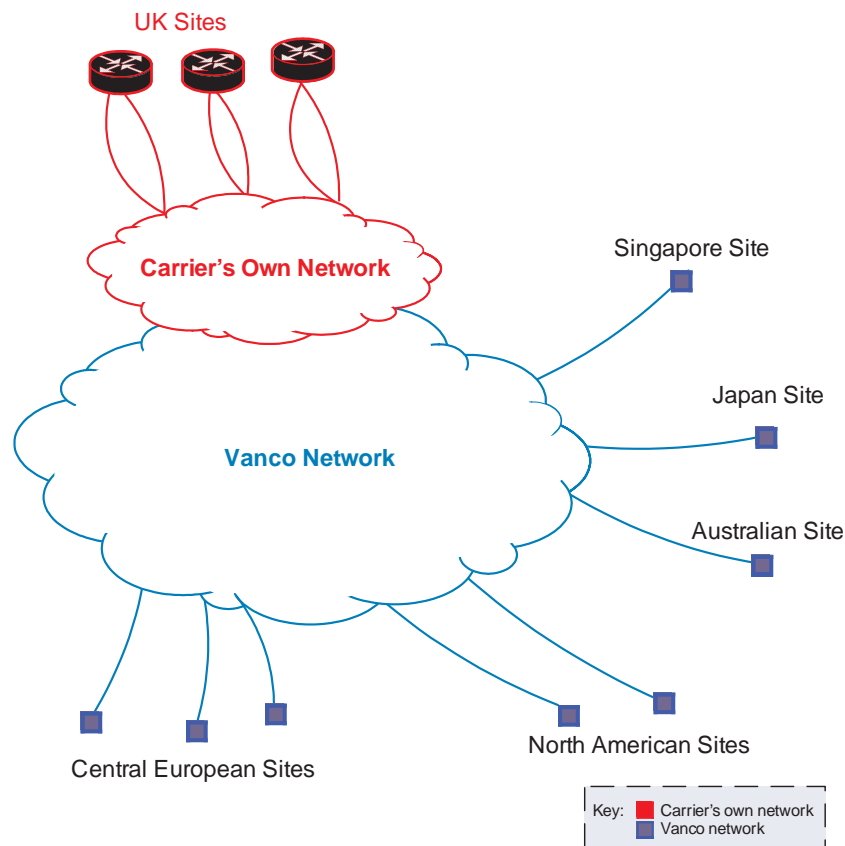 UK Sites
Carrier's Own Network
Singapore Site
Japan Site
Vanco Network
Australian Site
North American Sites
Central European Sites
Key: Carrier's own network
Vanco network